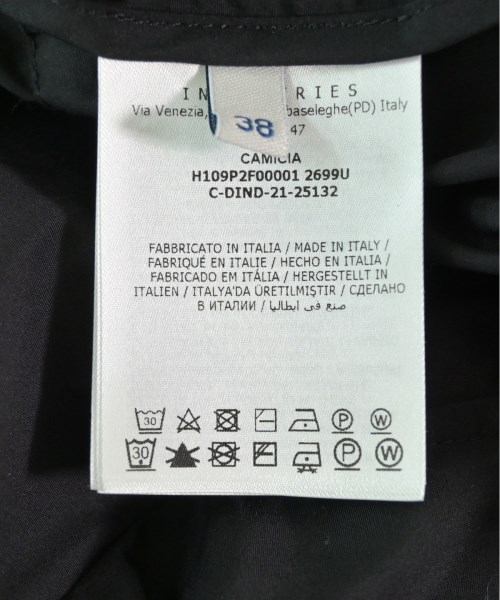 IN RIES
Via Venezia, baseleghe(PD) Italy
38
47
CAMICIA
H109P2F00001 2699U
C-DIND-21-25132
FABBRICATO IN ITALIA / MADE IN ITALY /
FABRIQUÉ EN ITALIE / HECHO EN ITALIA /
FABRICADO EM ITÁLIA / HERGESTELLT IN
ITALIEN / ITALYA'DA ÜRETILMIŞTIR / СДЕЛАНО
В ИТАЛИИ / صنع في ايطاليا
30 P W
30 P W